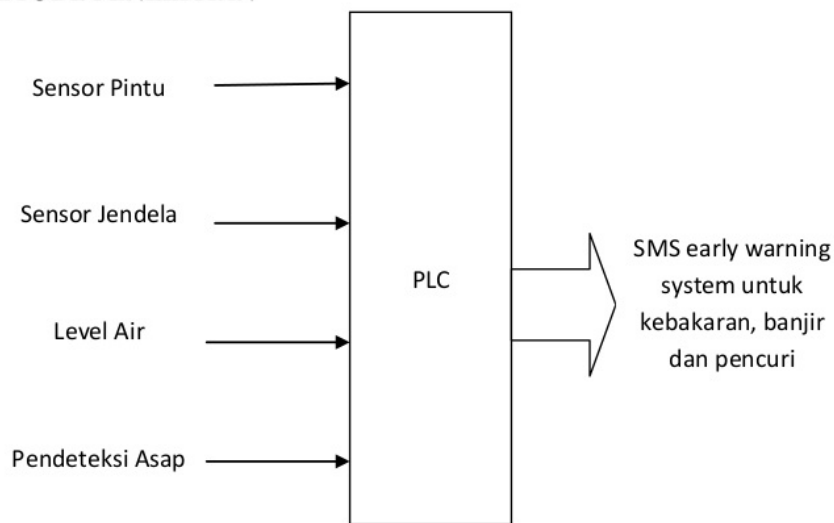 Sensor Pintu
Sensor Jendela
Level Air
Pendeteksi Asap
PLC
SMS early warning
system untuk
kebakaran, banjir
dan pencuri